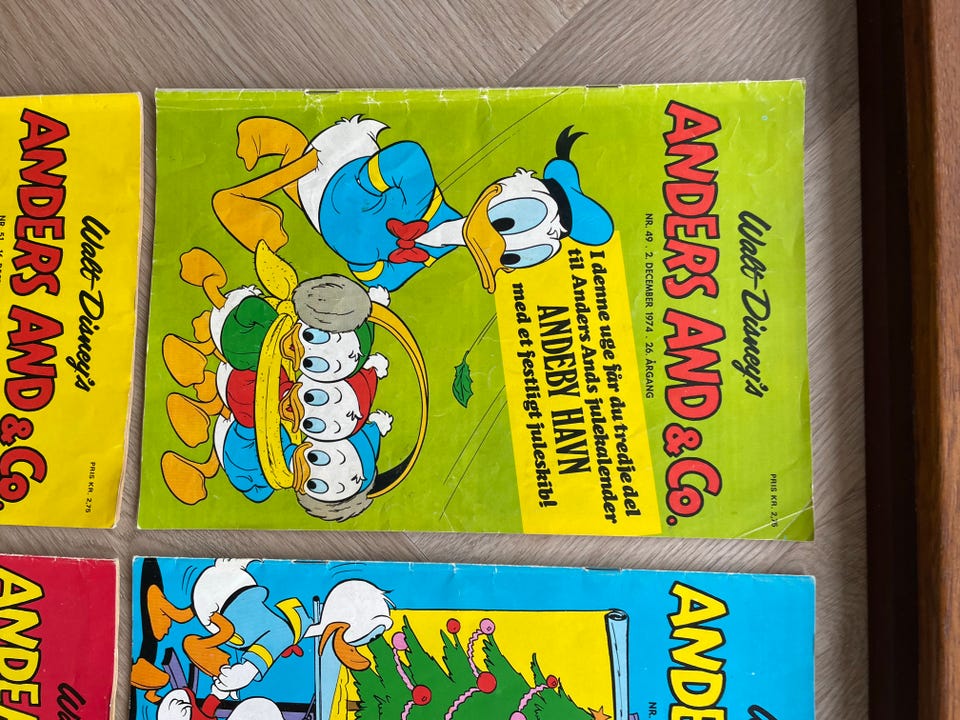 Walt Disney's
ANDERS AND & CO.
NR. 49 . 2. DECEMBER 1974 . 26. ÅRGANG
PRIS KR. 2,75
I denne uge får du tredje del
til Anders Ands julekalender
ANDEBY HAVN
med et festligt juleskib!
Walt Disney's
ANDERS AND & Co.
NR. 51
PRIS KR. 2,75